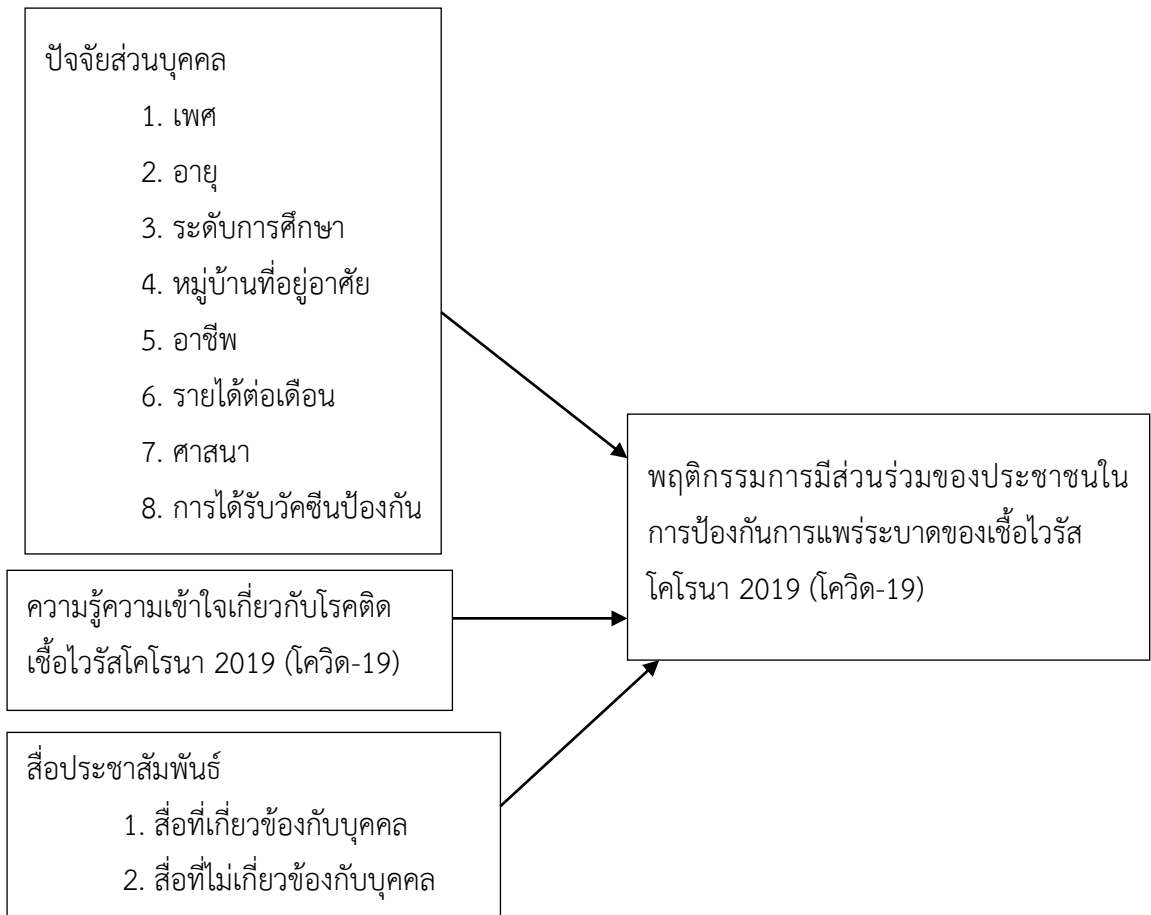 ปัจจัยส่วนบุคคล
1. เพศ
2. อายุ
3. ระดับการศึกษา
4. หมู่บ้านที่อยู่อาศัย
5. อาชีพ
6. รายได้ต่อเดือน
7. ศาสนา
8. การได้รับวัคซีนป้องกัน
ความรู้ความเข้าใจเกี่ยวกับโรคติด
เชื้อไวรัสโคโรนา 2019 (โควิด-19)
สื่อประชาสัมพันธ์
1. สื่อที่เกี่ยวข้องกับบุคคล
2. สื่อที่ไม่เกี่ยวข้องกับบุคคล
พฤติกรรมการมีส่วนร่วมของประชาชนใน
การป้องกันการแพร่ระบาดของเชื้อไวรัส
โคโรนา 2019 (โควิด-19)